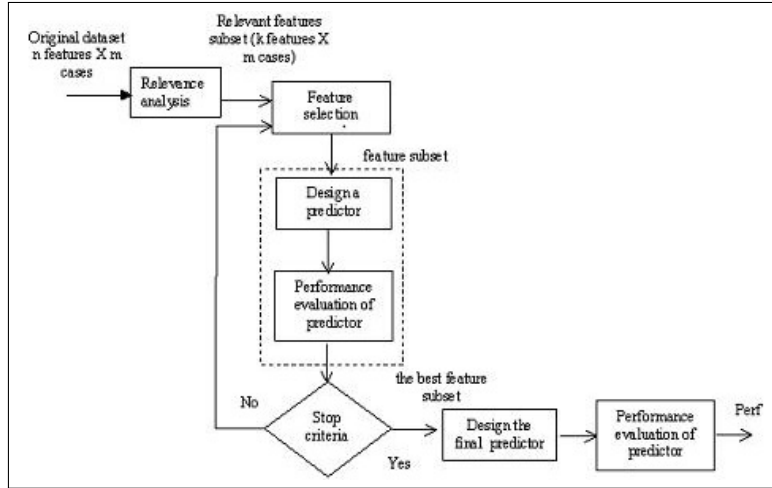 Original dataset
n features X m
cases
Relevant features
subset (k features X
m cases)
Relevance
analysis
Feature
selection
feature subset
Design a
predictor
Performance
evaluation of
predictor
the best feature
subset
No
Stop
criteria
Yes
Design the
final predictor
Performance
evaluation of
predictor
Perf